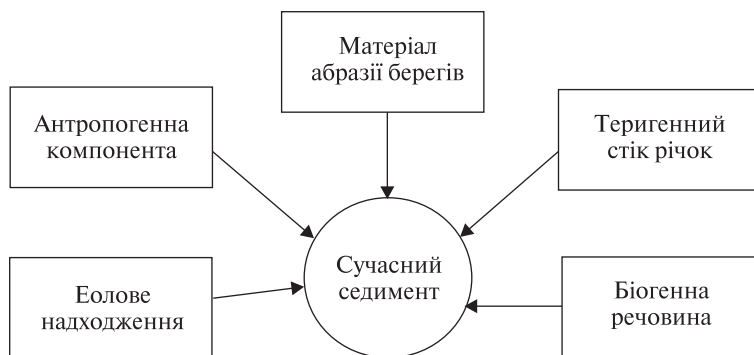 Матеріал
абразії берегів
Антропогенна
компонента
Теригенний
стік річок
Сучасний
седимент
Еолове
надходження
Біогенна
речовина